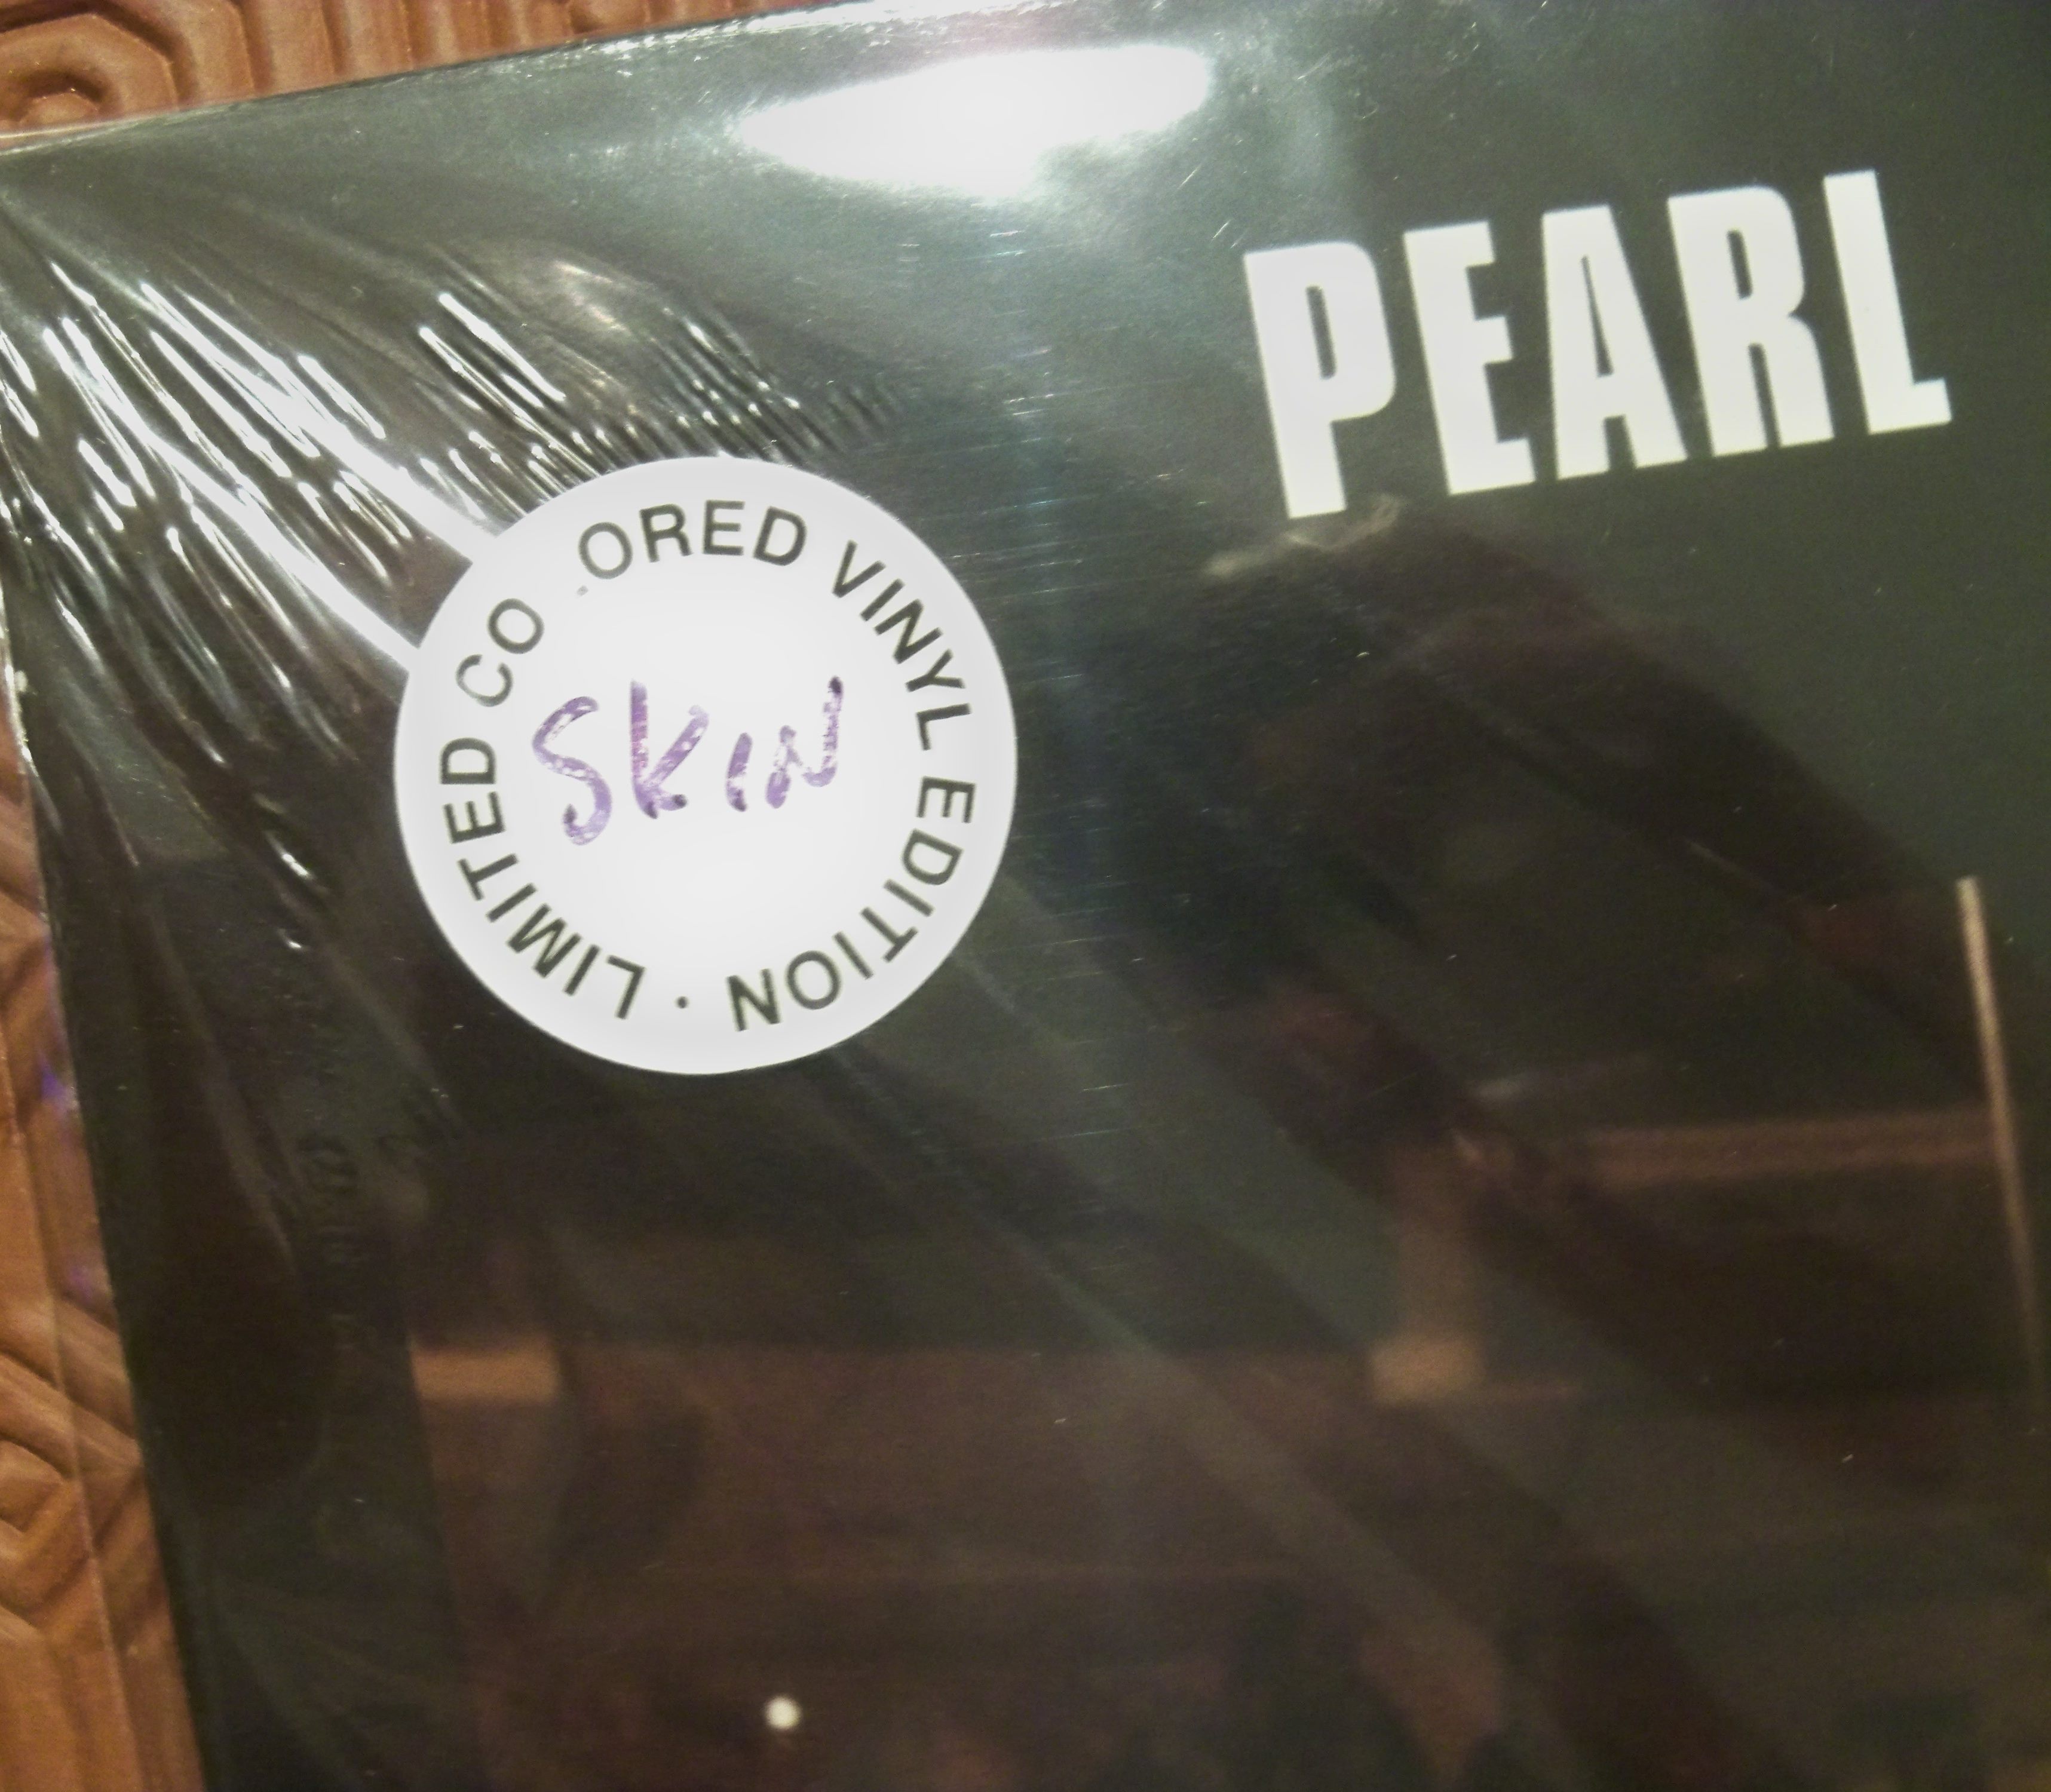 PEARL
LIMITED CO ORED VINYL EDITION ·
SKIN